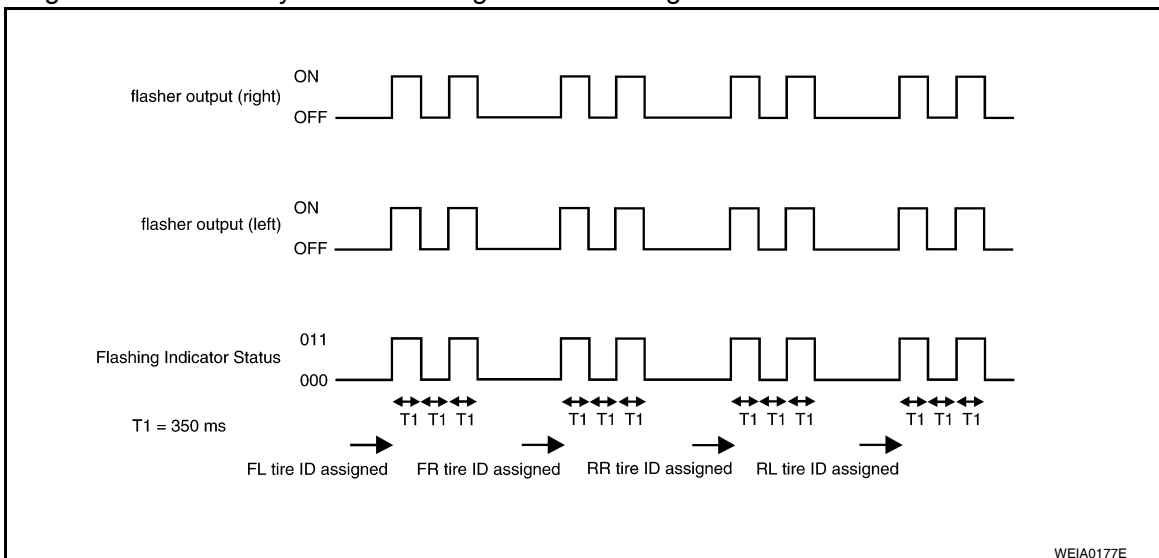 ON
flasher output (right)
OFF
ON
flasher output (left)
OFF
011
Flashing Indicator Status
000
T1 T1 T1 T1 T1 T1 T1 T1 T1 T1 T1 T1
T1 = 350 ms
FL tire ID assigned FR tire ID assigned RR tire ID assigned RL tire ID assigned
WEIA0177E